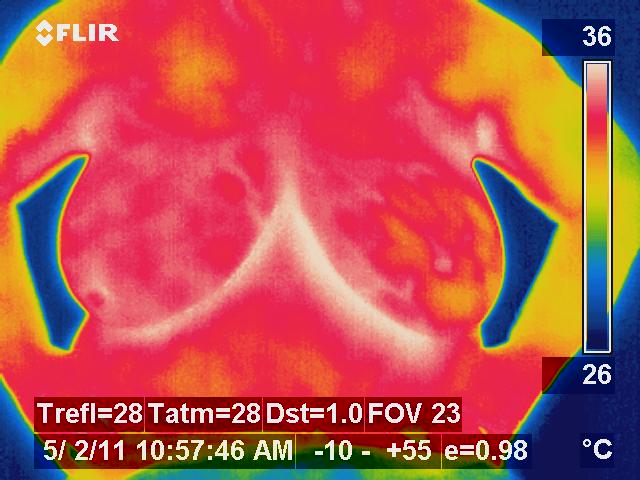 FLIR
36
26
Trefl=28 Tatm=28 Dst=1.0 FOV 23
5/ 2/11 10:57:46 AM -10 - +55 e=0.98 °C